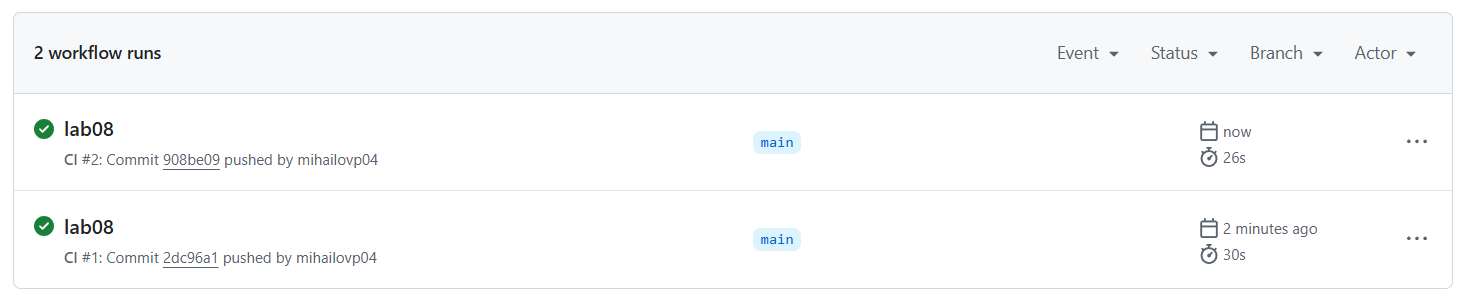 2 workflow runs Event Status Branch Actor
lab08
CI #2: Commit 908be09 pushed by mihailovp04
main
now
26s
lab08
CI #1: Commit 2dc96a1 pushed by mihailovp04
main
2 minutes ago
30s